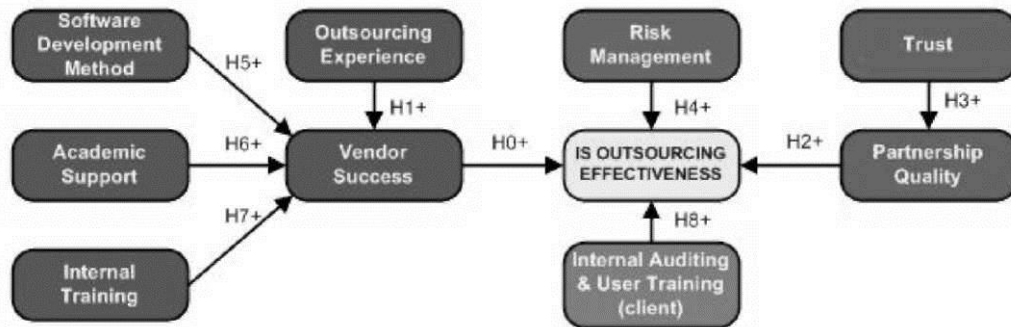 Software
Development
Method
Outsourcing
Experience
Risk
Management
Trust
H5+
H1+
H4+
H3+
Academic
Support
H6+
Vendor
Success
H0+
IS OUTSOURCING
EFFECTIVENESS
H2+
Partnership
Quality
H7+
H8+
Internal
Training
Internal Auditing
& User Training
(client)